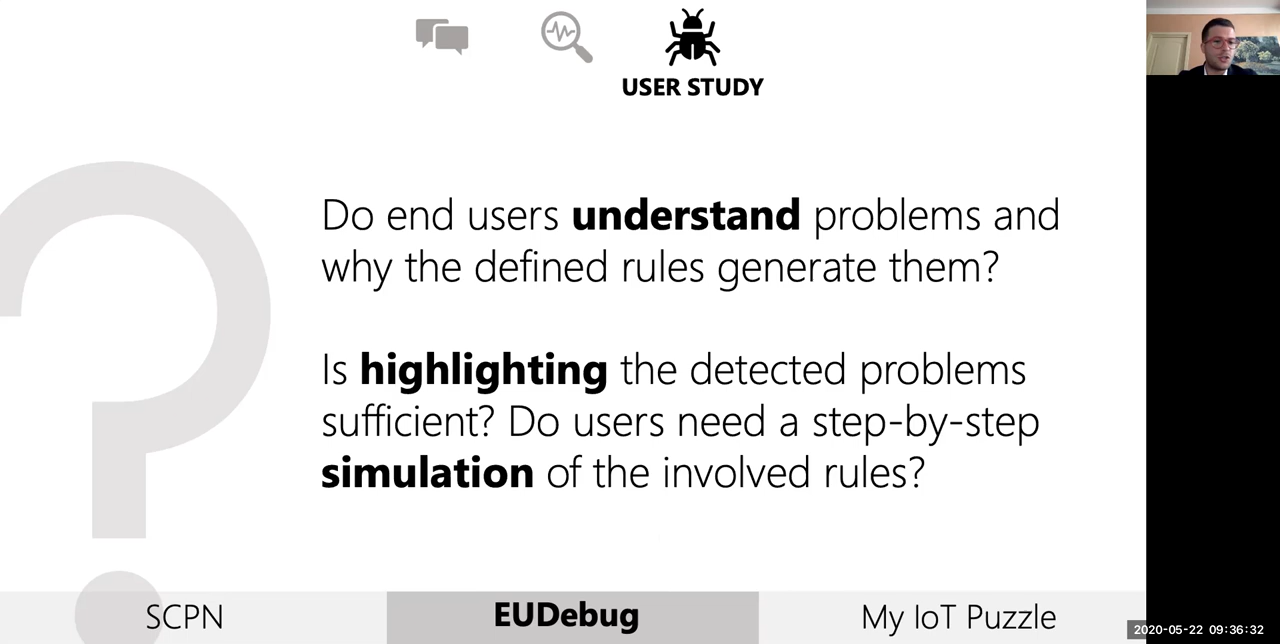 USER STUDY
Do end users understand problems and
why the defined rules generate them?
Is highlighting the detected problems
sufficient? Do users need a step-by-step
simulation of the involved rules?
SCPN
EUDebug
My IoT Puzzle
2020-05-22 09:36:32